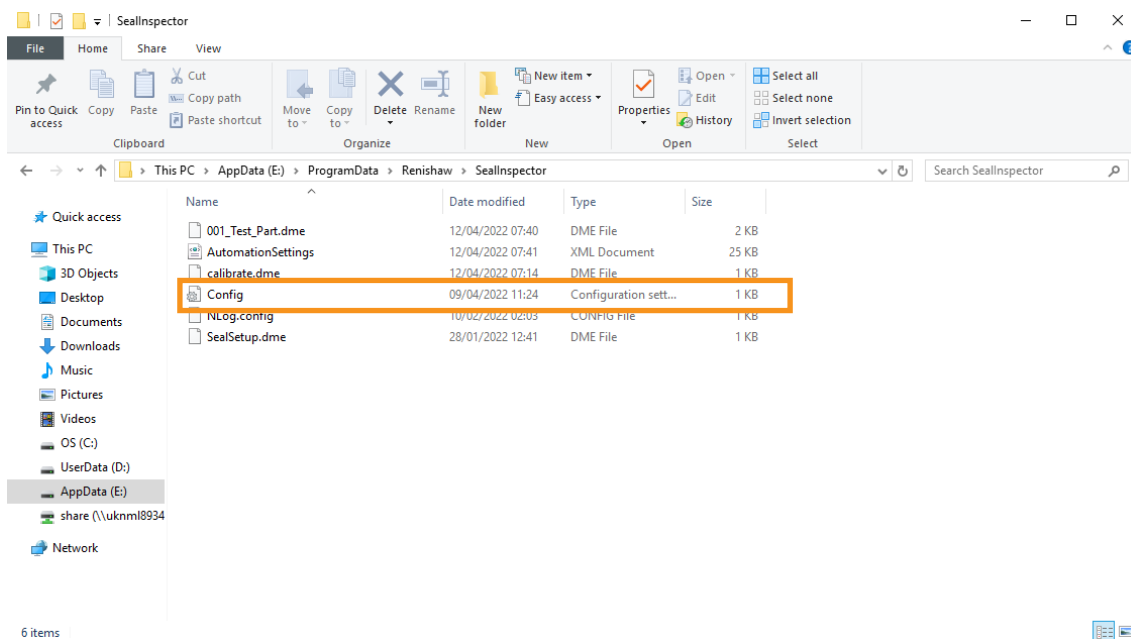 SealInspector
File Home Share View
Pin to Quick access
Copy
Paste
Cut
Copy path
Paste shortcut
Clipboard
Move to
Copy to
Delete
Rename
Organize
New folder
New item
Easy access
New
Properties
Open
Edit
History
Open
Select all
Select none
Invert selection
Select
This PC > AppData (E:) > ProgramData > Renishaw > SealInspector
Search SealInspector
Name Date modified Type Size
001_Test_Part.dme 12/04/2022 07:40 DME File 2 KB
AutomationSettings 12/04/2022 07:41 XML Document 25 KB
calibrate.dme 12/04/2022 07:14 DME File 1 KB
Config 09/04/2022 11:24 Configuration sett... 1 KB
NLog.config 10/02/2022 02:03 CONFIG File 1 KB
SealSetup.dme 28/01/2022 12:41 DME File 1 KB
Quick access
This PC
3D Objects
Desktop
Documents
Downloads
Music
Pictures
Videos
OS (C:)
UserData (D:)
AppData (E:)
share (\\uknml8934
Network
6 items